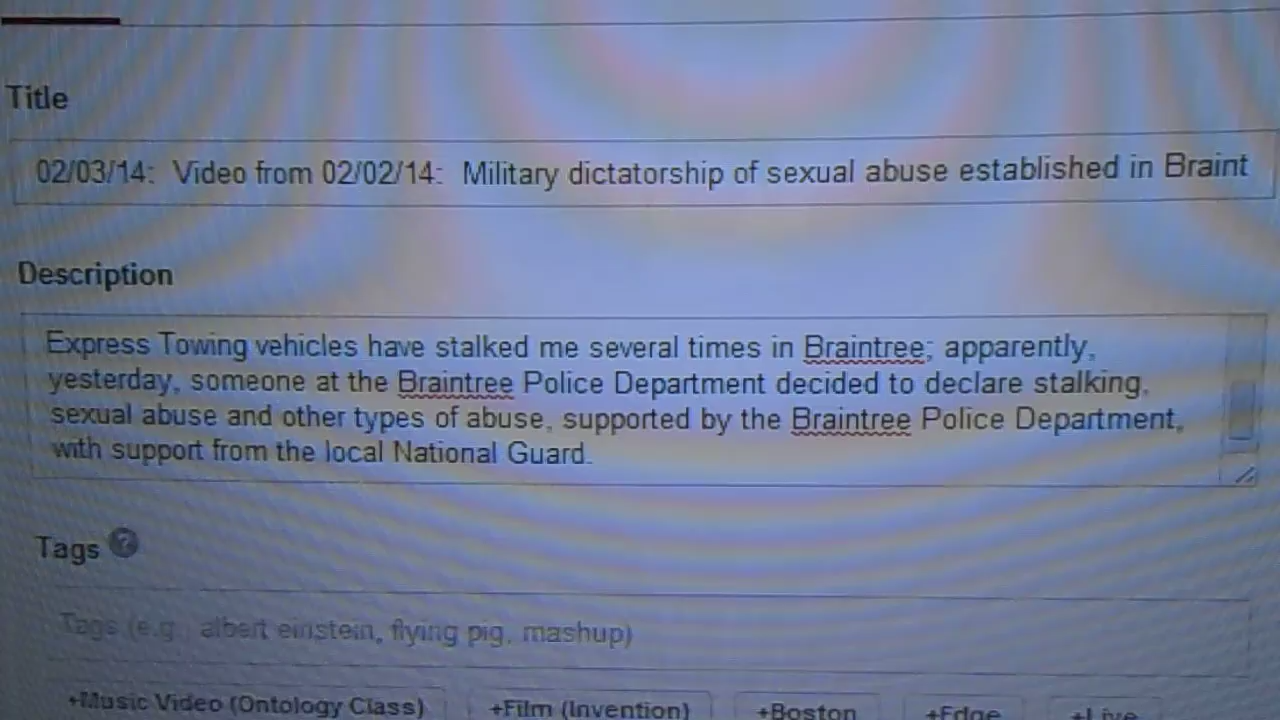 Title
02/03/14:  Video from 02/02/14:  Military dictatorship of sexual abuse established in Braint
Description
Express Towing vehicles have stalked me several times in Braintree; apparently,
yesterday, someone at the Braintree Police Department decided to declare stalking,
sexual abuse and other types of abuse, supported by the Braintree Police Department,
with support from the local National Guard.
Tags ?
Tags (e.g., albert einstein, flying pig, mashup)
+Music Video (Ontology Class) +Film (Invention) +Boston +Edge +Live